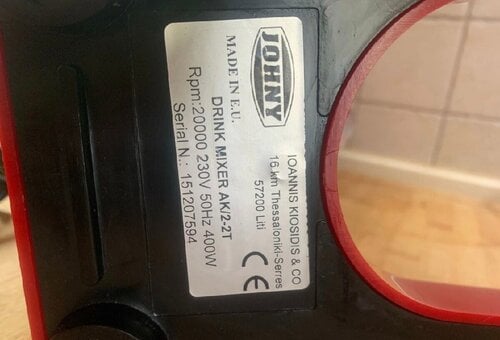 JOHNY
IOANNIS KIOSIDIS & CO
16 km Thessaloniki-Serres
57200 Liti
MADE IN E.U.
CE
DRINK MIXER AK/2-2T
Rpm:20000 230V 50Hz 400W
Serial N.: 151207594